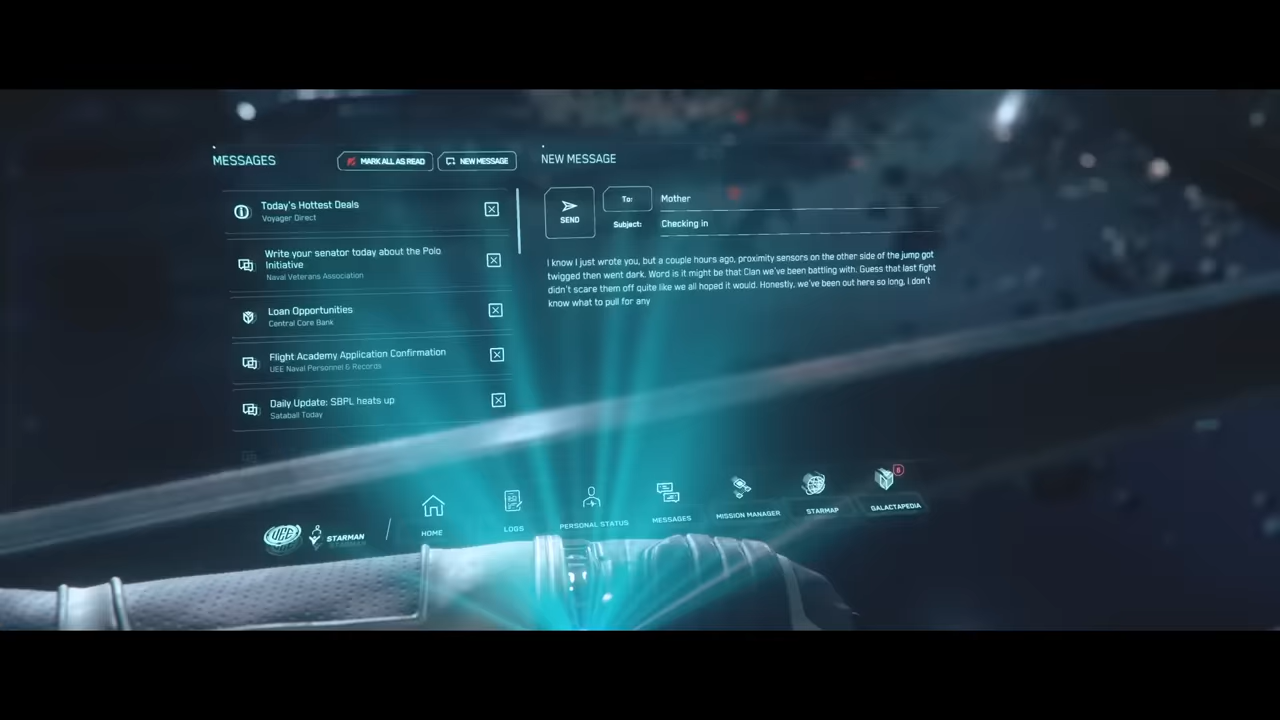 MESSAGES
MARK ALL AS READ
NEW MESSAGE
Today's Hottest Deals
Voyager Direct
Write your senator today about the Polo
Initiative
Naval Veterans Association
Loan Opportunities
Central Core Bank
Flight Academy Application Confirmation
UEE Naval Personnel & Records
Daily Update: SBPL heats up
Sataball Today
NEW MESSAGE
SEND
To:
Mother
Subject:
Checking in
I know I just wrote you, but a couple hours ago, proximity sensors on the other side of the jump got
twigged then went dark. Word is it might be that Clan we've been battling with. Guess that last fight
didn't scare them off quite like we all hoped it would. Honestly, we've been out here so long, I don't
know what to pull for any
UEE
STARMAN
HOME
LOGS
PERSONAL STATUS
MESSAGES
MISSION MANAGER
STARMAP
GALACTAPEDIA